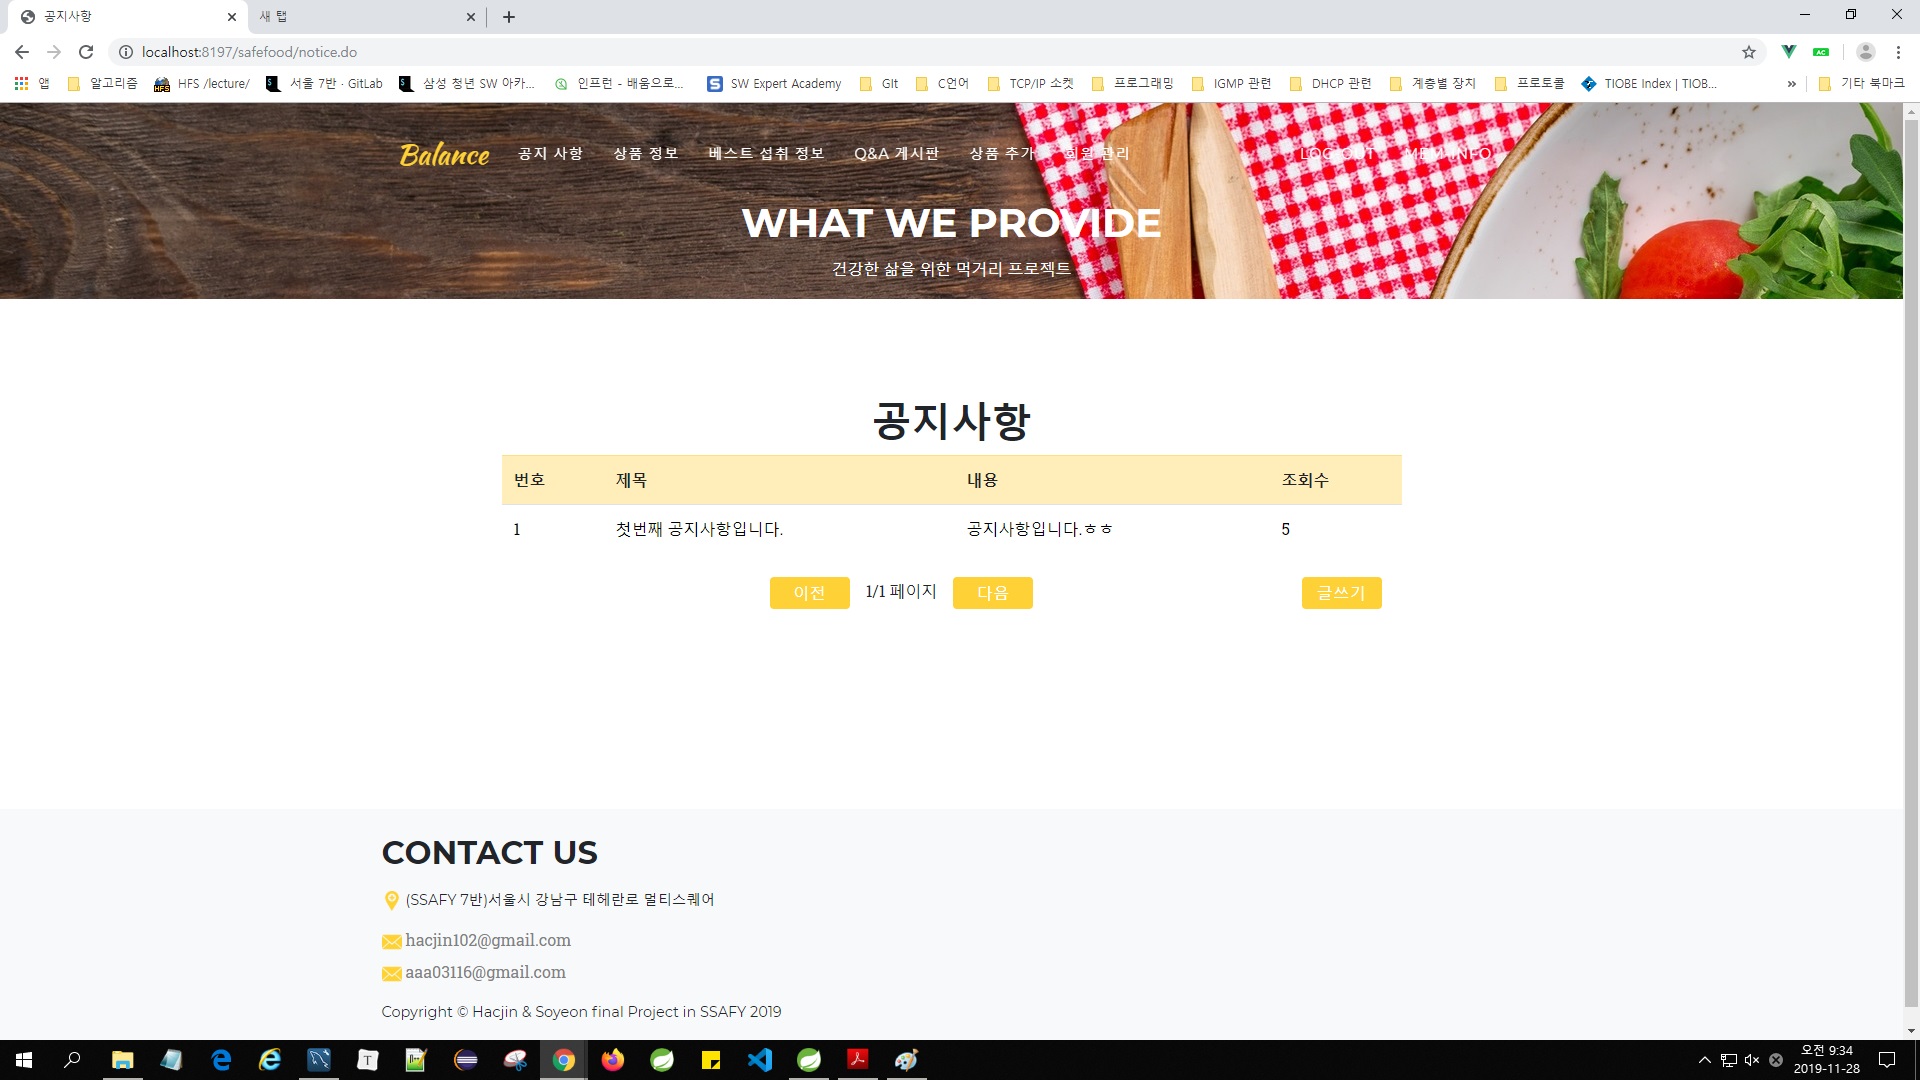 공지사항
새 탭
localhost:8197/safefood/notice.do
앱 알고리즘 HFS /lecture/ 서울 7반 · GitLab 삼성 청년 SW 아카... 인프런 - 배움으로... SW Expert Academy GIt C언어 TCP/IP 소켓 프로그래밍 IGMP 관련 DHCP 관련 계층별 장치 프로토콜 TIOBE Index | TIOB... » 기타 북마크
Balance 공지 사항 상품 정보 베스트 섭취 정보 Q&A 게시판 상품 추가 회원 관리 LOG OUT MEM INFO
WHAT WE PROVIDE
건강한 삶을 위한 먹거리 프로젝트
공지사항
번호 제목 내용 조회수
1 첫번째 공지사항입니다. 공지사항입니다.ㅎㅎ 5
이전 1/1 페이지 다음 글쓰기
CONTACT US
(SSAFY 7반)서울시 강남구 테헤란로 멀티스퀘어
hacjin102@gmail.com
aaa03116@gmail.com
Copyright © Hacjin & Soyeon final Project in SSAFY 2019
오전 9:34
2019-11-28